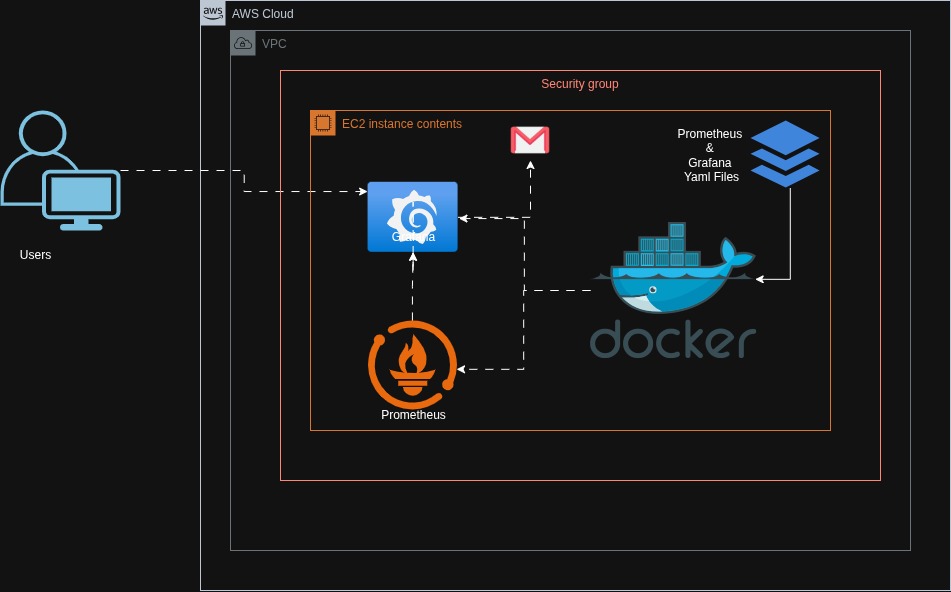 aws
AWS Cloud
VPC
Security group
EC2 instance contents
Prometheus
&
Grafana
Yaml Files
Users
Grafana
docker
Prometheus